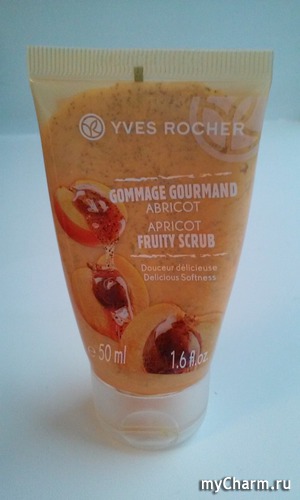 YVES ROCHER
GOMMAGE GOURMAND
ABRICOT
APRICOT
FRUITY SCRUB
Douceur délicieuse
Delicious Softness
e 50 ml 1.6 fl.oz.
myCharm.ru